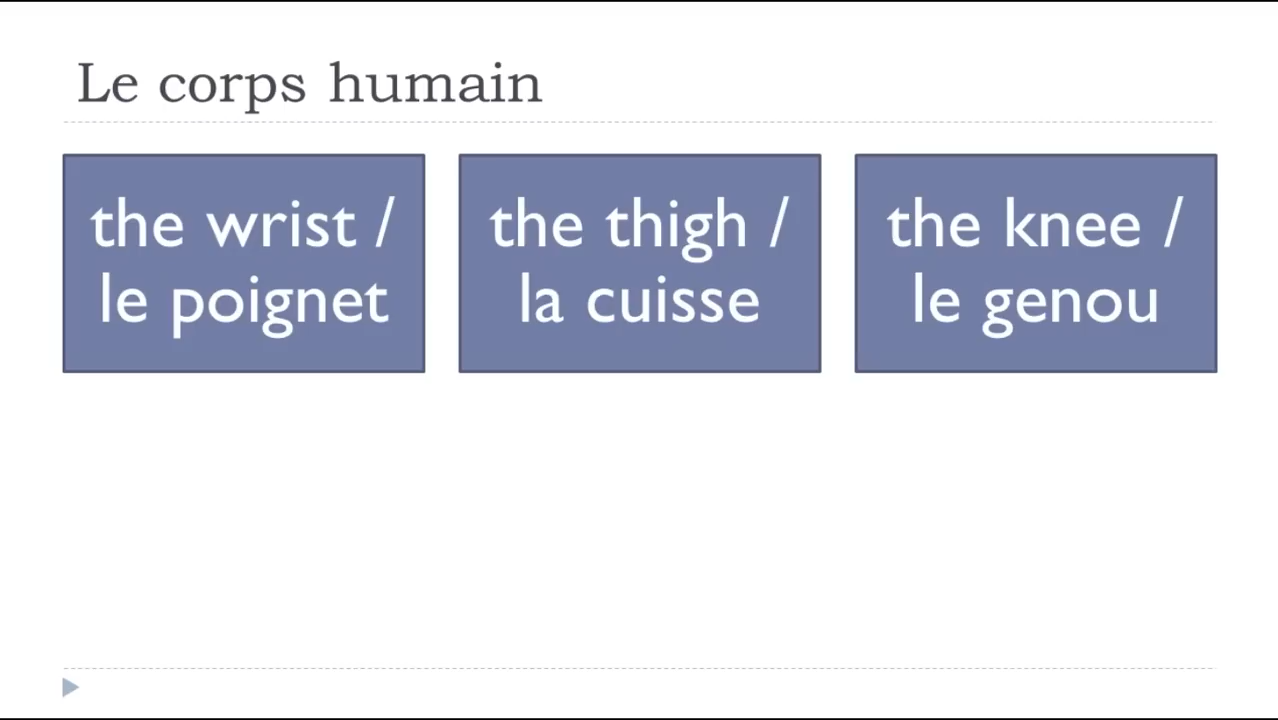 Le corps humain
the wrist /
le poignet
the thigh /
la cuisse
the knee /
le genou